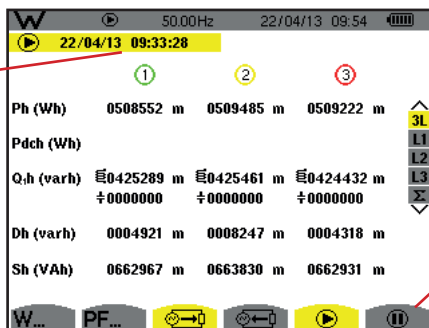 W 50.00Hz 22/04/13 09:54
22/04/13 09:33:28
1 2 3
Ph (Wh) 0508552 m 0509485 m 0509222 m
3L
Pdch (Wh)
L1
L2
Q₁h (varh) 0425289 m 0425461 m 0424432 m
L3
÷0000000 ÷0000000 ÷0000000
Σ
Dh (varh) 0004921 m 0008247 m 0004318 m
Sh (VAh) 0662967 m 0663830 m 0662931 m
W... PF...